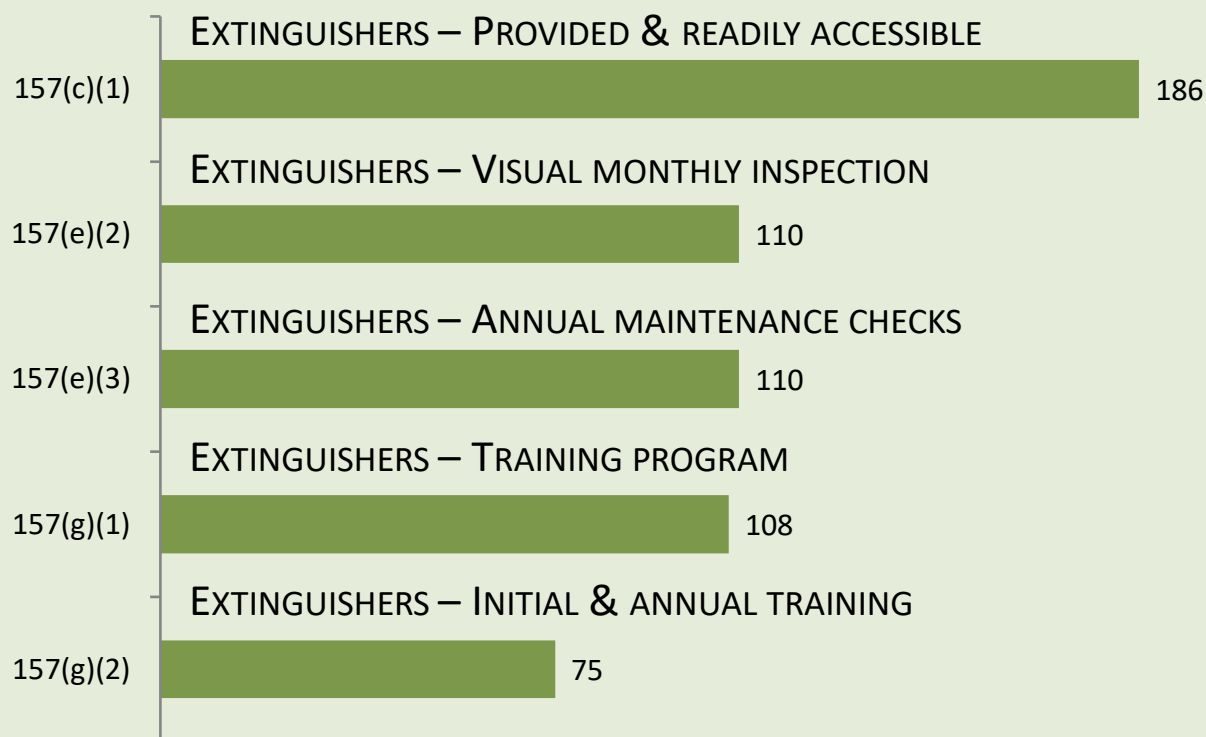 EXTINGUISHERS – PROVIDED & READILY ACCESSIBLE
157(c)(1) 186
EXTINGUISHERS – VISUAL MONTHLY INSPECTION
157(e)(2) 110
EXTINGUISHERS – ANNUAL MAINTENANCE CHECKS
157(e)(3) 110
EXTINGUISHERS – TRAINING PROGRAM
157(g)(1) 108
EXTINGUISHERS – INITIAL & ANNUAL TRAINING
157(g)(2) 75